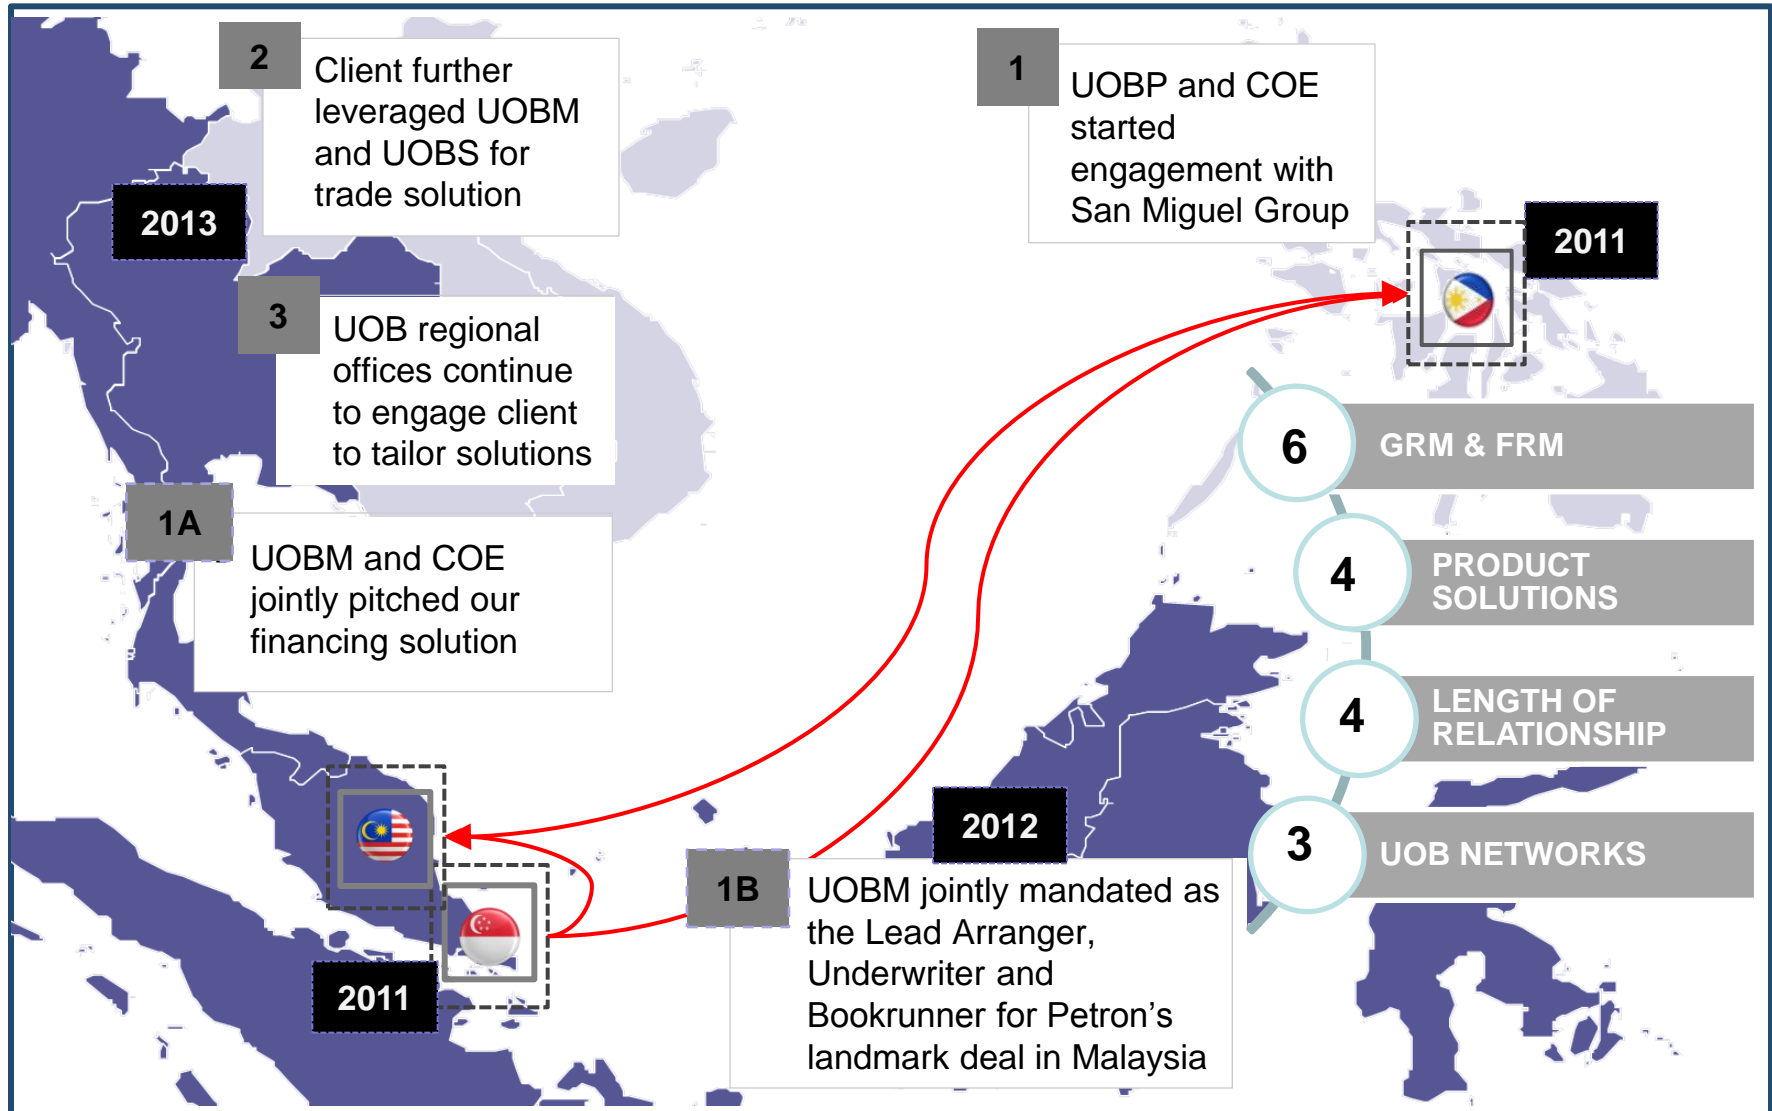 2
Client further
leveraged UOBM
and UOBS for
trade solution
2013
1
UOBP and COE
started
engagement with
San Miguel Group
2011
3
UOB regional
offices continue
to engage client
to tailor solutions
1A
UOBM and COE
jointly pitched our
financing solution
6
GRM & FRM
4
PRODUCT
SOLUTIONS
4
LENGTH OF
RELATIONSHIP
3
UOB NETWORKS
2011
2012
1B
UOBM jointly mandated as
the Lead Arranger,
Underwriter and
Bookrunner for Petron’s
landmark deal in Malaysia